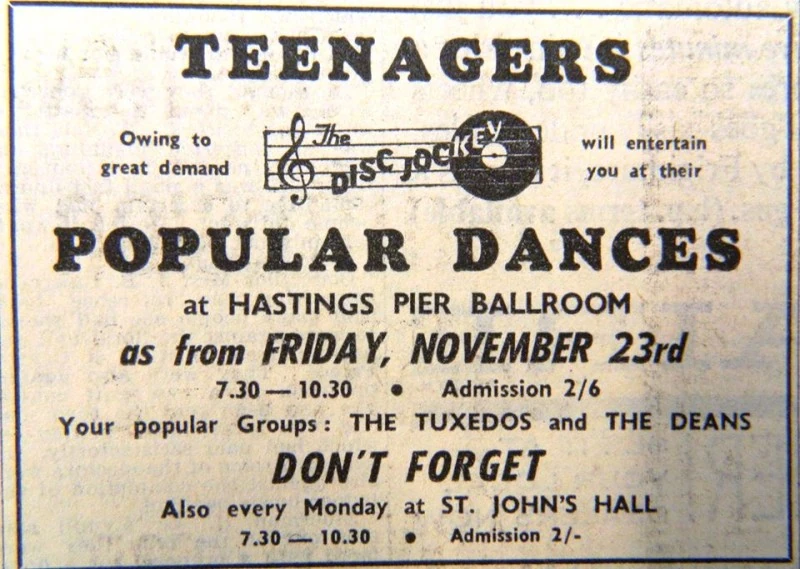 TEENAGERS
Owing to
great demand
The
DISC JOCKEY
will entertain
you at their
POPULAR DANCES
at HASTINGS PIER BALLROOM
as from FRIDAY, NOVEMBER 23rd
7.30 — 10.30 • Admission 2/6
Your popular Groups : THE TUXEDOS and THE DEANS
DON'T FORGET
Also every Monday at ST. JOHN'S HALL
7.30 — 10.30 • Admission 2/-